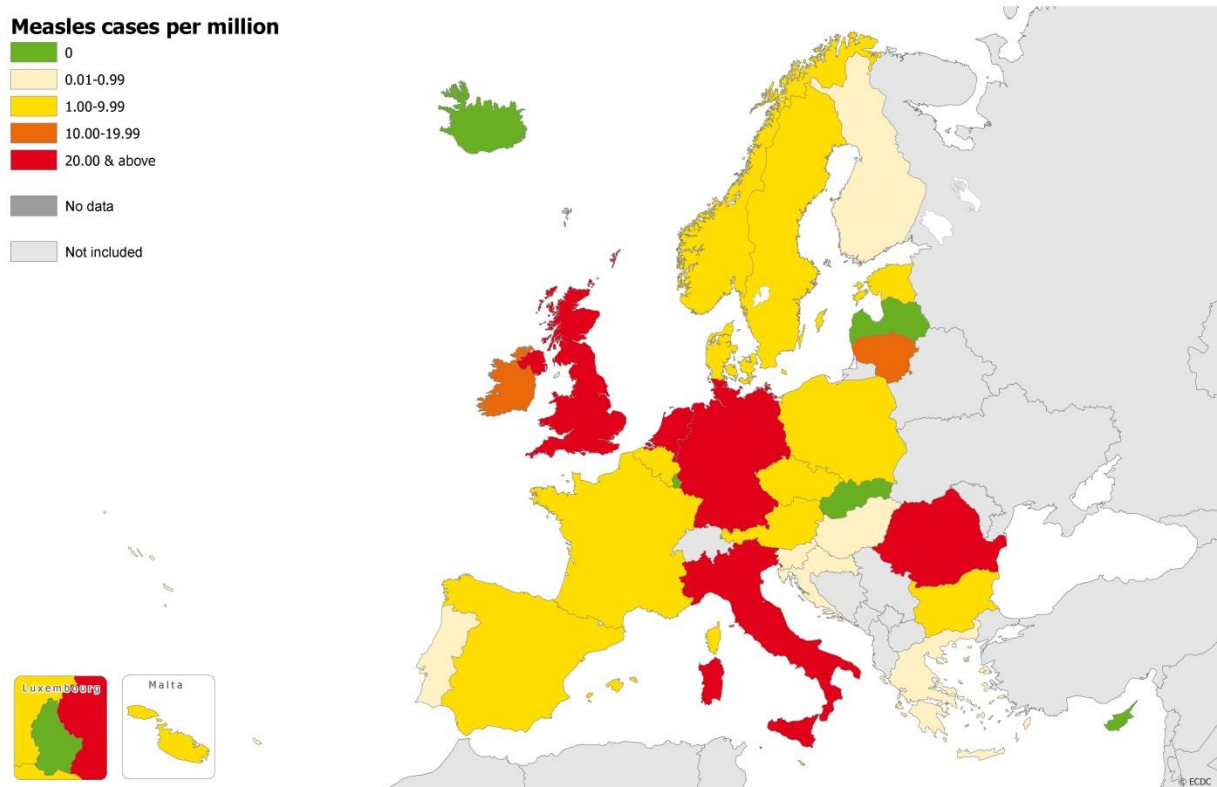 Measles cases per million
0
0.01-0.99
1.00-9.99
10.00-19.99
20.00 & above
No data
Not included
Luxembourg
Malta
© ECDC